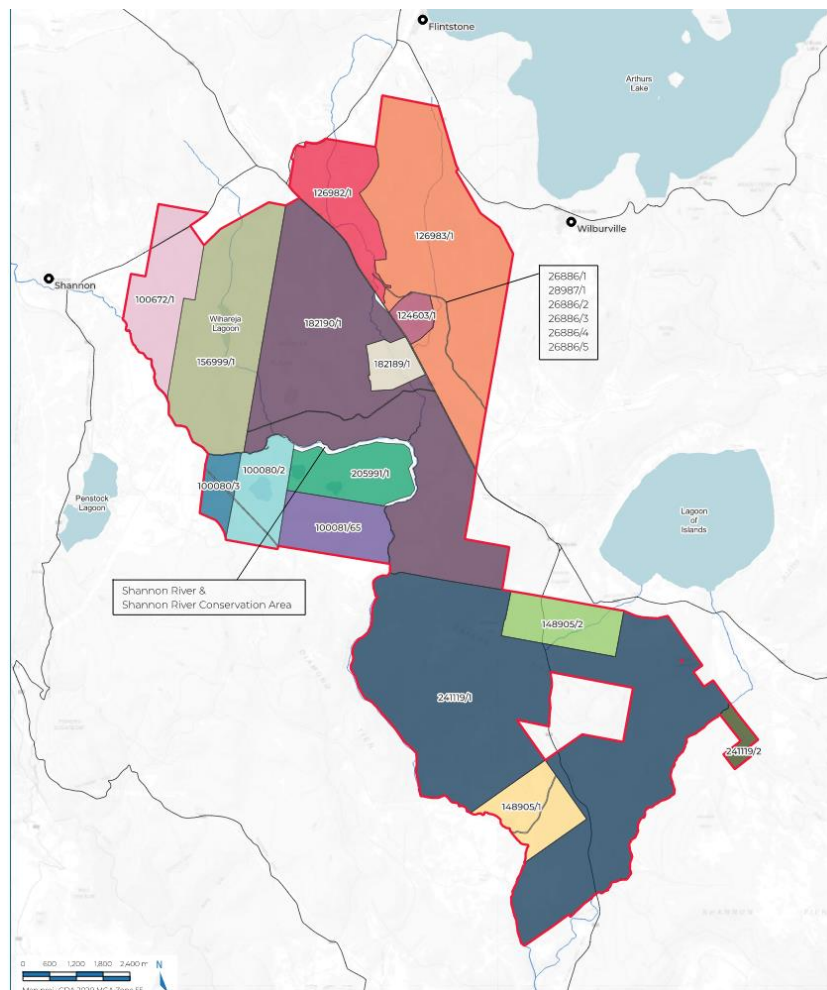 Flintstone
Arthurs
Lake
126982/1
Wilburville
126983/1
Shannon
26886/1
28987/1
26886/2
26886/3
26886/4
26886/5
100672/1
124603/1
Wihareja
Lagoon
182190/1
156999/1
182189/1
100080/2
205991/1
100080/3
Penstock
Lagoon
Lagoon
of
Islands
100081/65
Shannon River &
Shannon River Conservation Area
148905/2
DIAMOND
TIER
241119/1
241119/2
148905/1
0 600 1,200 1,800 2,400 m
N